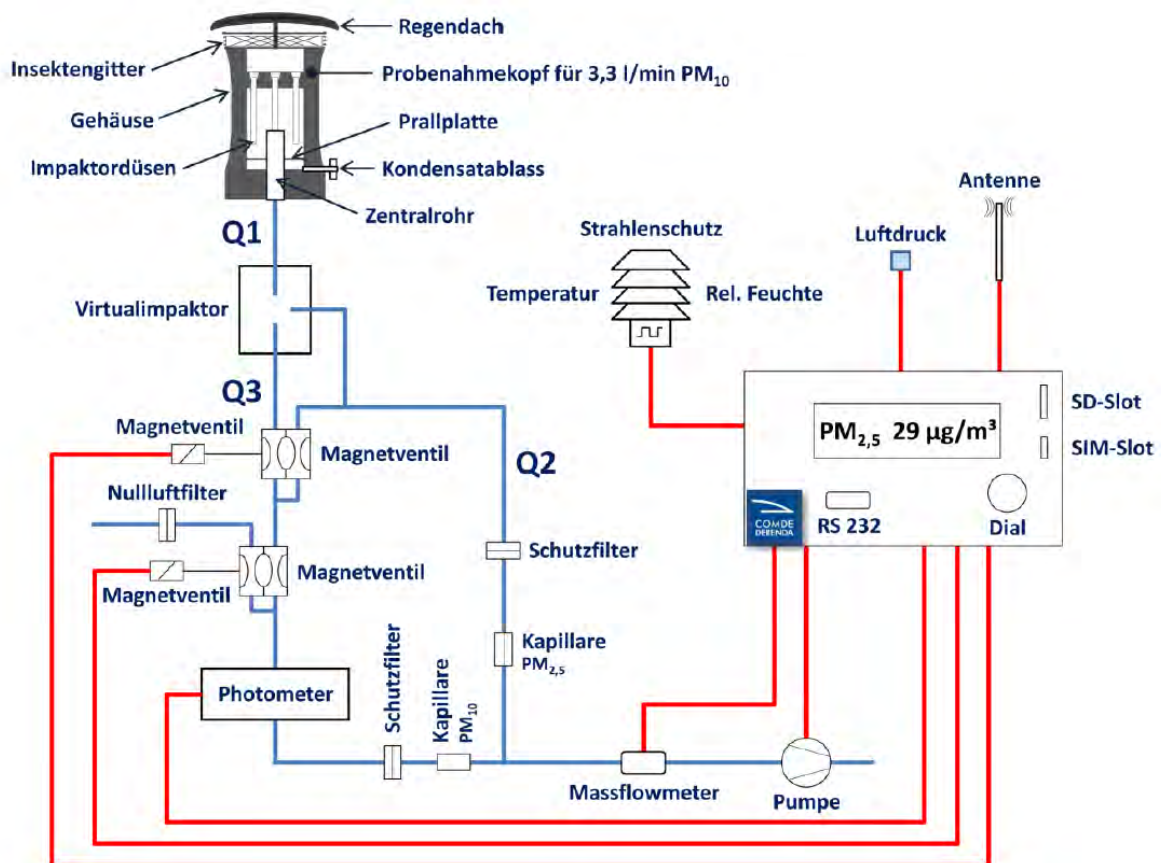 Regendach
Insektengitter
Probenahmekopf für 3,3 l/min PM₁₀
Gehäuse
Prallplatte
Impaktordüsen
Kondensatablass
Zentralrohr
Q1
Virtualimpaktor
Q3
Magnetventil
Magnetventil
Nullluftfilter
Magnetventil
Magnetventil
Photometer
Q2
Schutzfilter
Kapillare
PM₂,₅
Schutzfilter
Kapillare
PM₁₀
Massflowmeter
Pumpe
Strahlenschutz
Temperatur
Rel. Feuchte
Luftdruck
Antenne
PM₂,₅ 29 µg/m³
SD-Slot
SIM-Slot
COMDE
DERENDA
RS 232
Dial